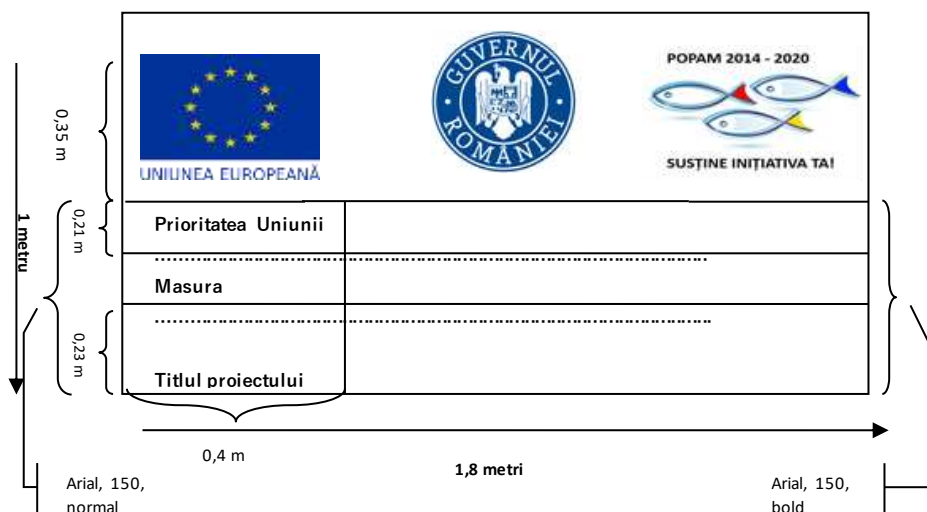 POPAM 2014 - 2020
GUVERNUL
ROMÂNIEI
UNIUNEA EUROPEANĂ
SUSȚINE INIȚIATIVA TA!
0,35 m
1 metru
0,21 m
Prioritatea Uniunii
................................................................................................
Masura
................................................................................................
0,23 m
Titlul proiectului
0,4 m
1,8 metri
Arial, 150,
normal
Arial, 150,
bold